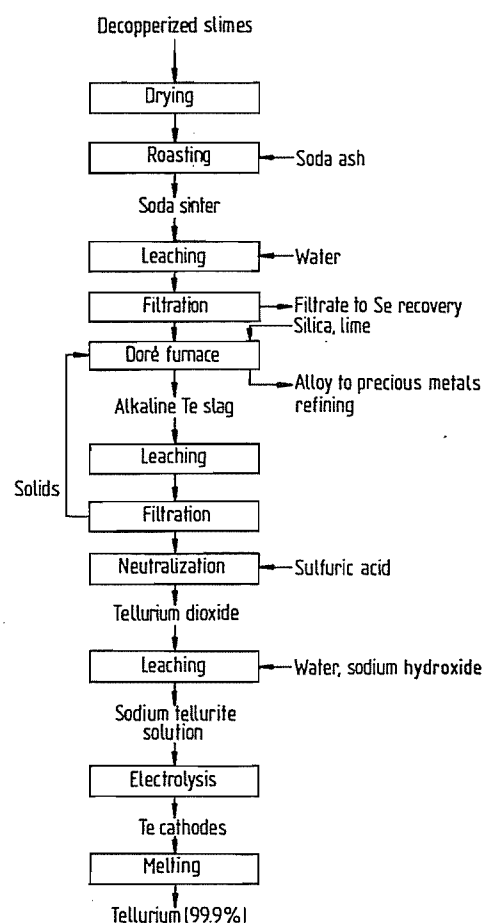 Decopperized slimes
Drying
Roasting
Soda ash
Soda sinter
Leaching
Water
Filtration
Filtrate to Se recovery
Silica, lime
Doré furnace
Alloy to precious metals
refining
Alkaline Te slag
Leaching
Solids
Filtration
Neutralization
Sulfuric acid
Tellurium dioxide
Leaching
Water, sodium hydroxide
Sodium tellurite
solution
Electrolysis
Te cathodes
Melting
Tellurium (99.9%)